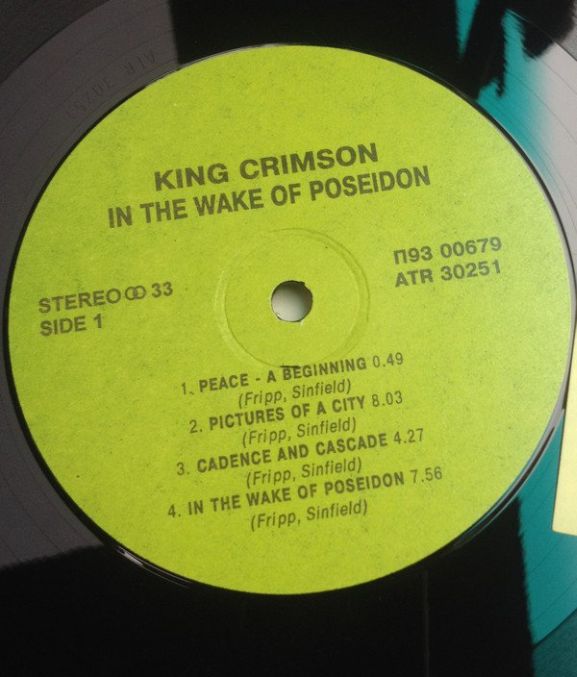 KING CRIMSON
IN THE WAKE OF POSEIDON
STEREO 33
SIDE 1
П93 00679
ATR 30251
1. PEACE - A BEGINNING 0.49
(Fripp, Sinfield)
2. PICTURES OF A CITY 8.03
(Fripp, Sinfield)
3. CADENCE AND CASCADE 4.27
(Fripp, Sinfield)
4. IN THE WAKE OF POSEIDON 7.56
(Fripp, Sinfield)